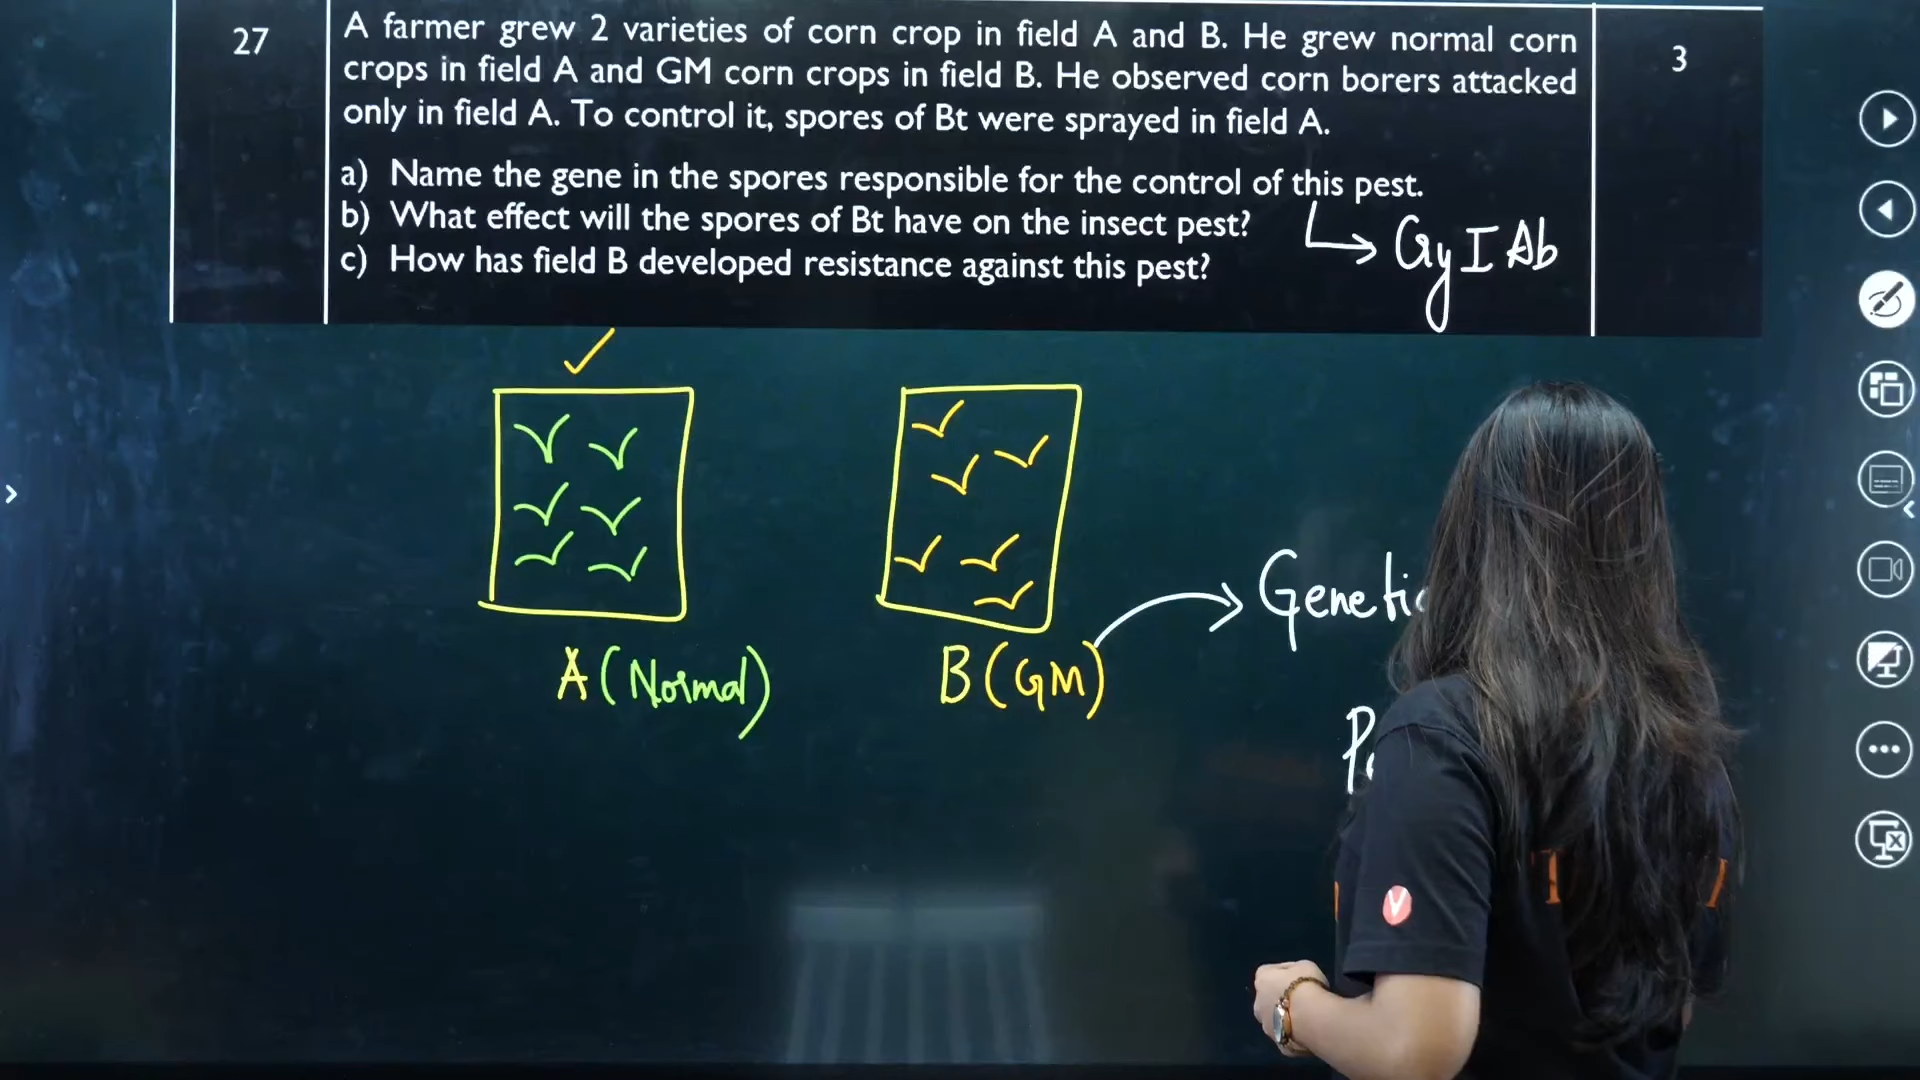 27
A farmer grew 2 varieties of corn crop in field A and B. He grew normal corn
crops in field A and GM corn crops in field B. He observed corn borers attacked
only in field A. To control it, spores of Bt were sprayed in field A.
3
a) Name the gene in the spores responsible for the control of this pest.
b) What effect will the spores of Bt have on the insect pest?
c) How has field B developed resistance against this pest?
CryIAb
A (Normal)
B (GM)
Genetic